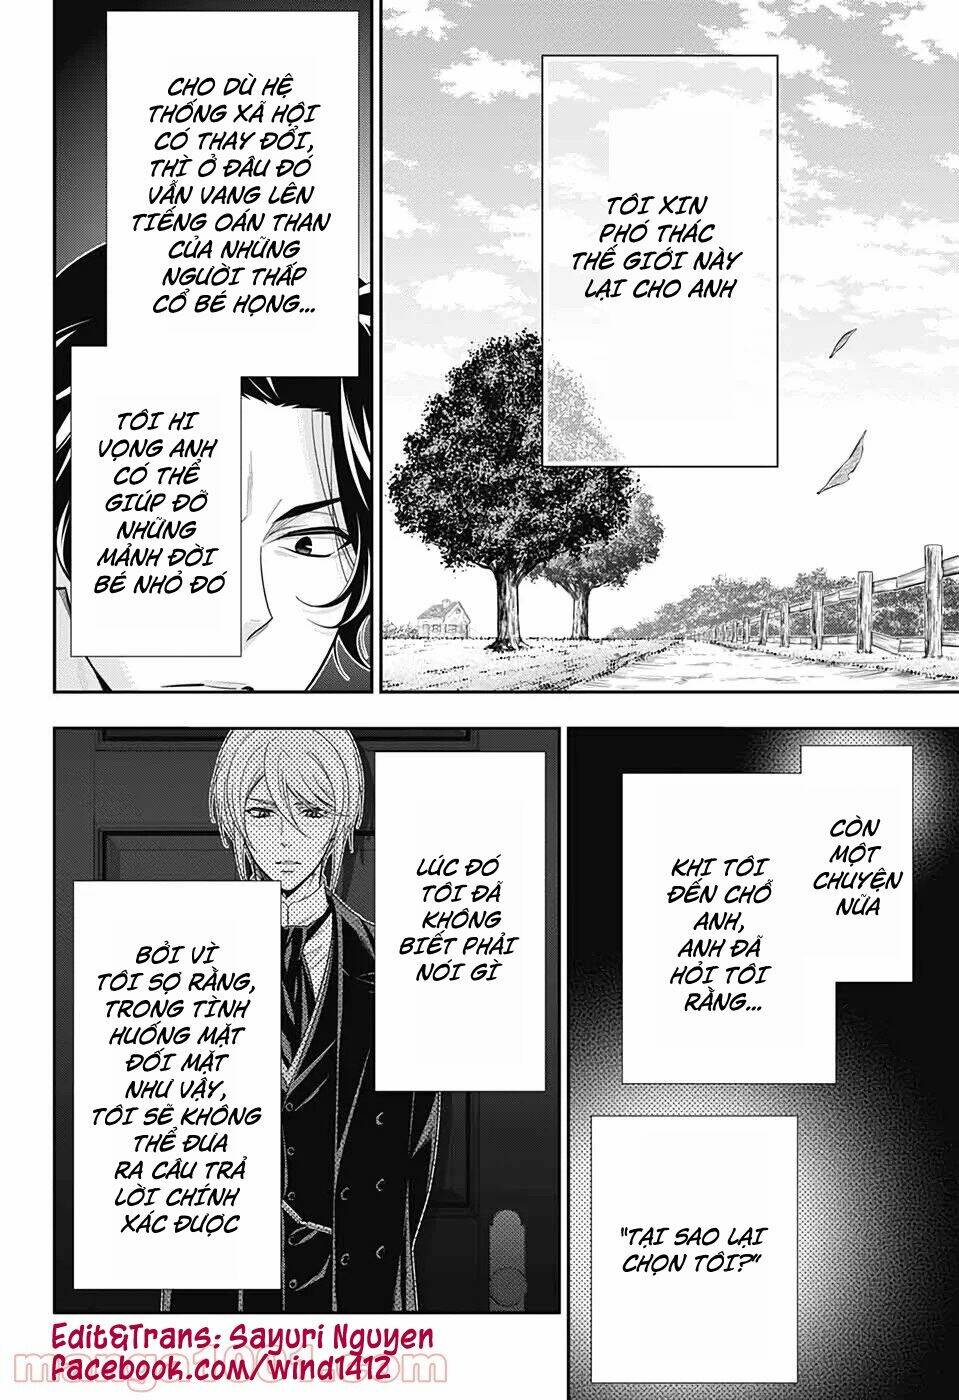 TÔI XIN
PHÓ THÁC
THẾ GIỚI NÀY
LẠI CHO ANH
CHO DÙ HỆ
THỐNG XÃ HỘI
CÓ THAY ĐỔI,
THÌ Ở ĐÂU ĐÓ
VẪN VANG LÊN
TIẾNG OÁN THAN
CỦA NHỮNG
NGƯỜI THẤP
CỔ BÉ HỌNG...
TÔI HI
VỌNG ANH
CÓ THỂ
GIÚP ĐỠ
NHỮNG
MẢNH ĐỜI
BÉ NHỎ ĐÓ
CÒN
MỘT
CHUYỆN
NỮA
KHI TÔI
ĐẾN CHỖ
ANH,
ANH ĐÃ
HỎI TÔI
RẰNG...
"TẠI SAO LẠI
CHỌN TÔI?"
LÚC ĐÓ
TÔI ĐÃ
KHÔNG
BIẾT PHẢI
NÓI GÌ
BỞI VÌ
TÔI SỢ RẰNG,
TRONG TÌNH
HUỐNG MẶT
ĐỐI MẶT
NHƯ VẬY,
TÔI SẼ KHÔNG
THỂ ĐƯA
RA CÂU TRẢ
LỜI CHÍNH
XÁC ĐƯỢC
Edit&Trans: Sayuri Nguyen
Facebook.com/wind1412